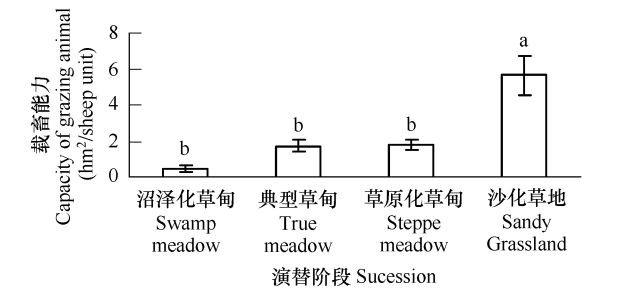 载畜能力
Capacity of grazing animal
(hm²/sheep unit)
8
6
4
2
0
b
b
b
a
沼泽化草甸
Swamp
meadow
典型草甸
True
meadow
草原化草甸
Steppe
meadow
沙化草地
Sandy
Grassland
演替阶段 Sucession